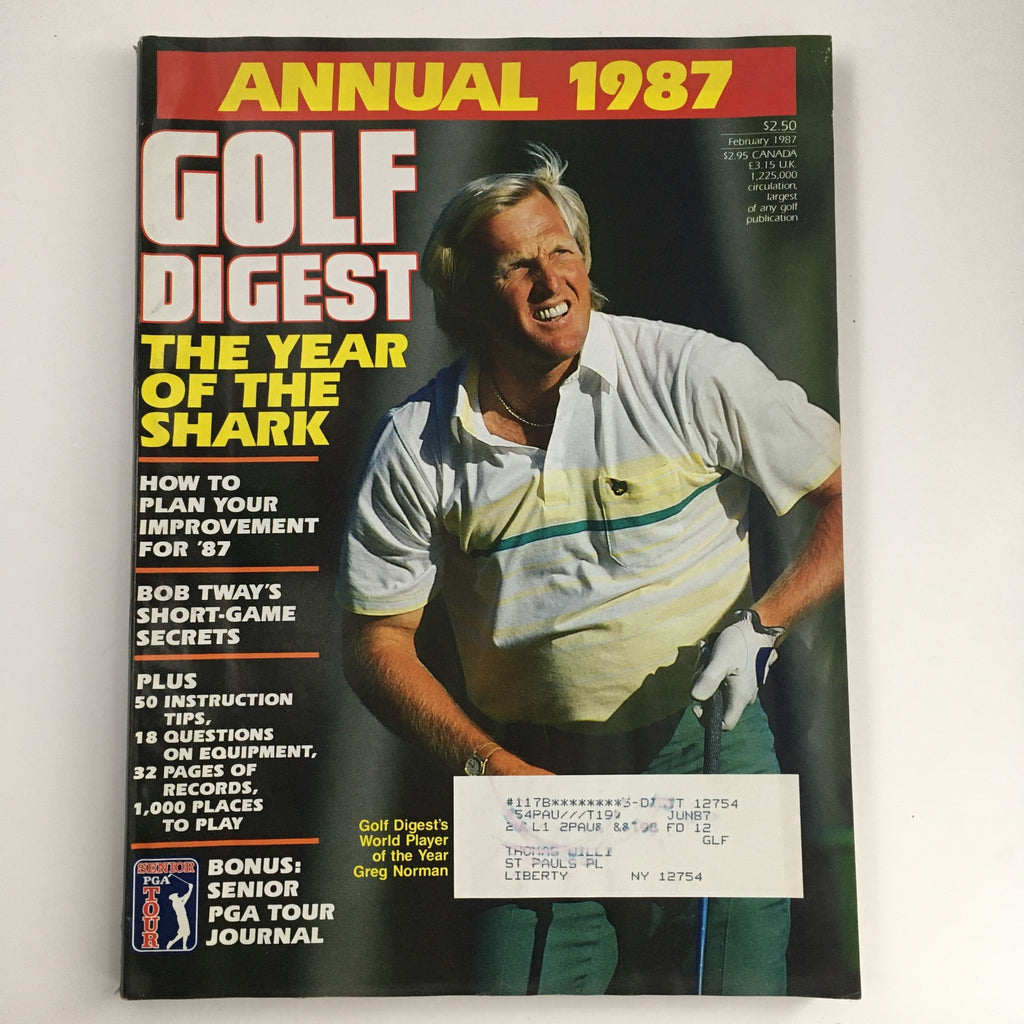 ANNUAL 1987
GOLF
DIGEST
$2.50
February 1987
$2.95 CANADA
£3.15 U.K.
1,225,000
circulation,
largest
of any golf
publication
THE YEAR
OF THE
SHARK
HOW TO
PLAN YOUR
IMPROVEMENT
FOR '87
BOB TWAY'S
SHORT-GAME
SECRETS
PLUS
50 INSTRUCTION
TIPS,
18 QUESTIONS
ON EQUIPMENT,
32 PAGES OF
RECORDS,
1,000 PLACES
TO PLAY
SENIOR
PGA
TOUR
BONUS:
SENIOR
PGA TOUR
JOURNAL
Golf Digest's
World Player
of the Year
Greg Norman
12754
JUN87
L1 FD 12
GLF
THOMAS
ST PAULS PL
LIBERTY NY 12754